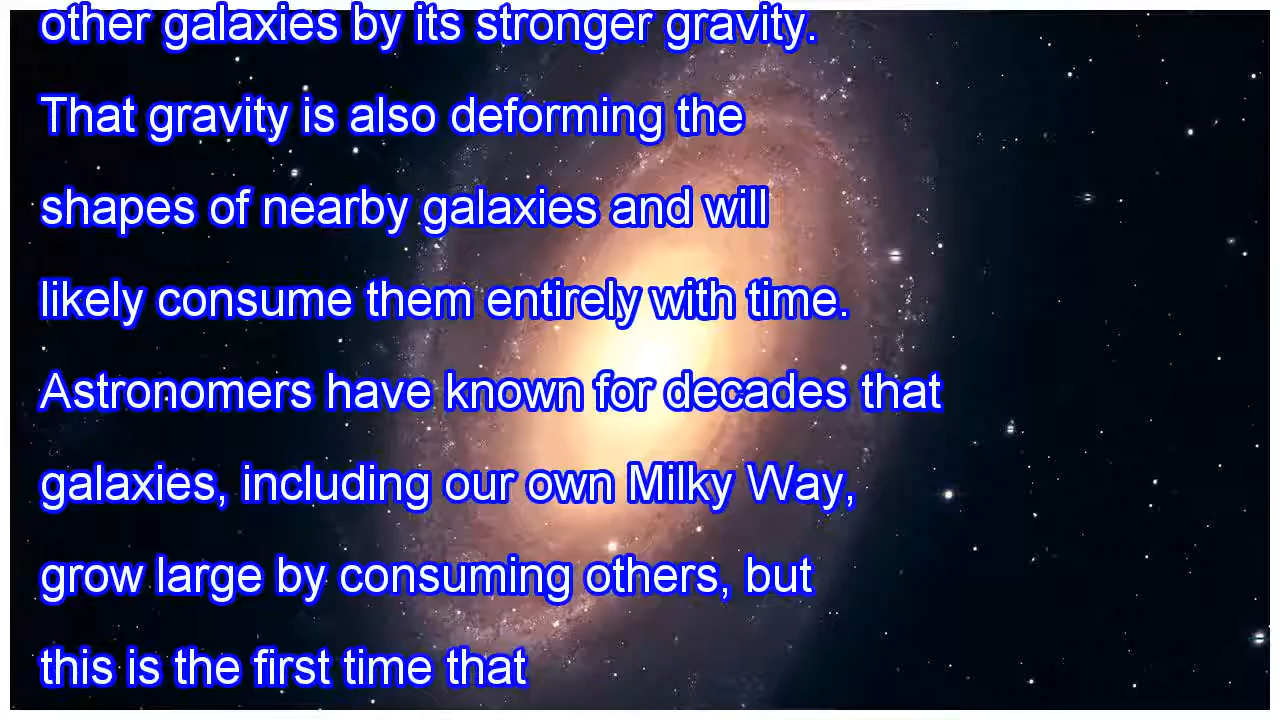 other galaxies by its stronger gravity.
That gravity is also deforming the
shapes of nearby galaxies and will
likely consume them entirely with time.
Astronomers have known for decades that
galaxies, including our own Milky Way,
grow large by consuming others, but
this is the first time that